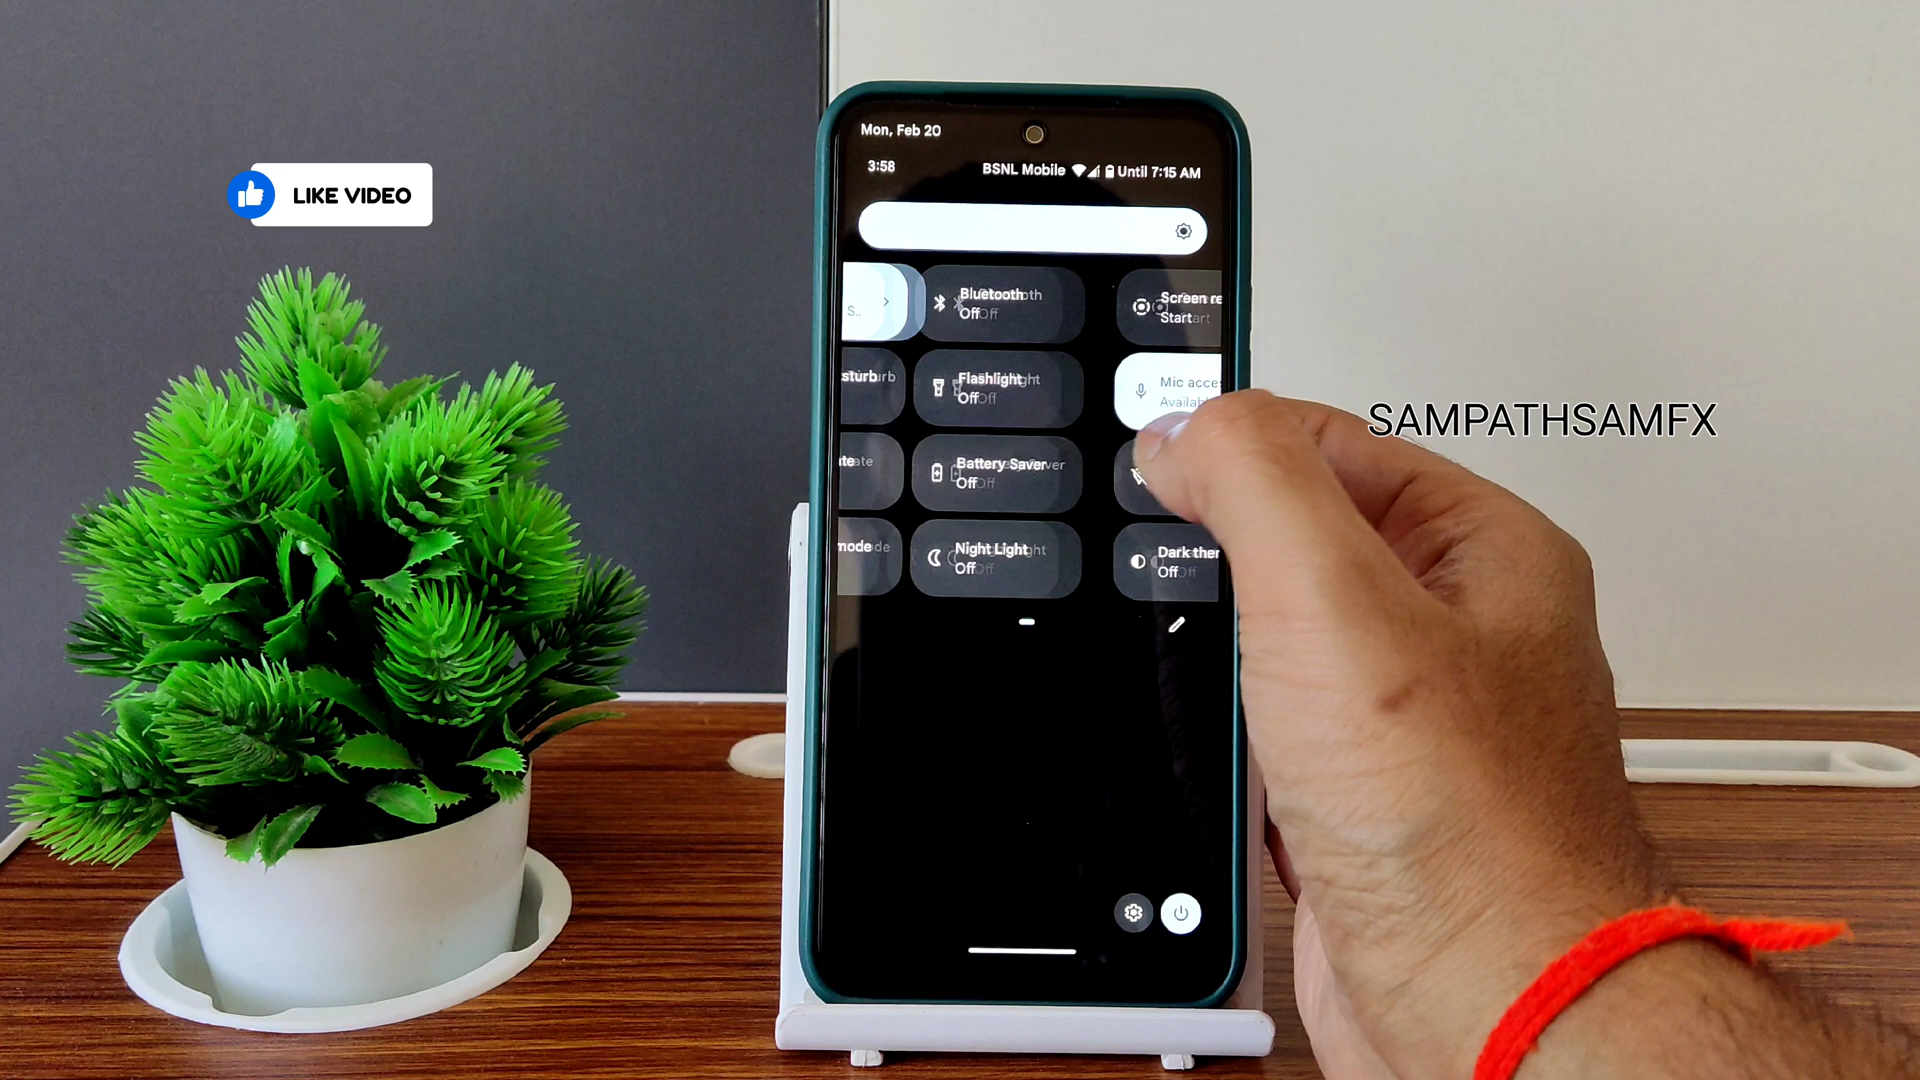 LIKE VIDEO
Mon, Feb 20
3:58
BSNL Mobile
Until 7:15 AM
S..
Bluetooth
Off
Screen re
Start
sturb
Flashlight
Off
Mic acce
Availab
te
Battery Saver
Off
mode
Night Light
Off
Dark ther
Off
SAMPATHSAMFX